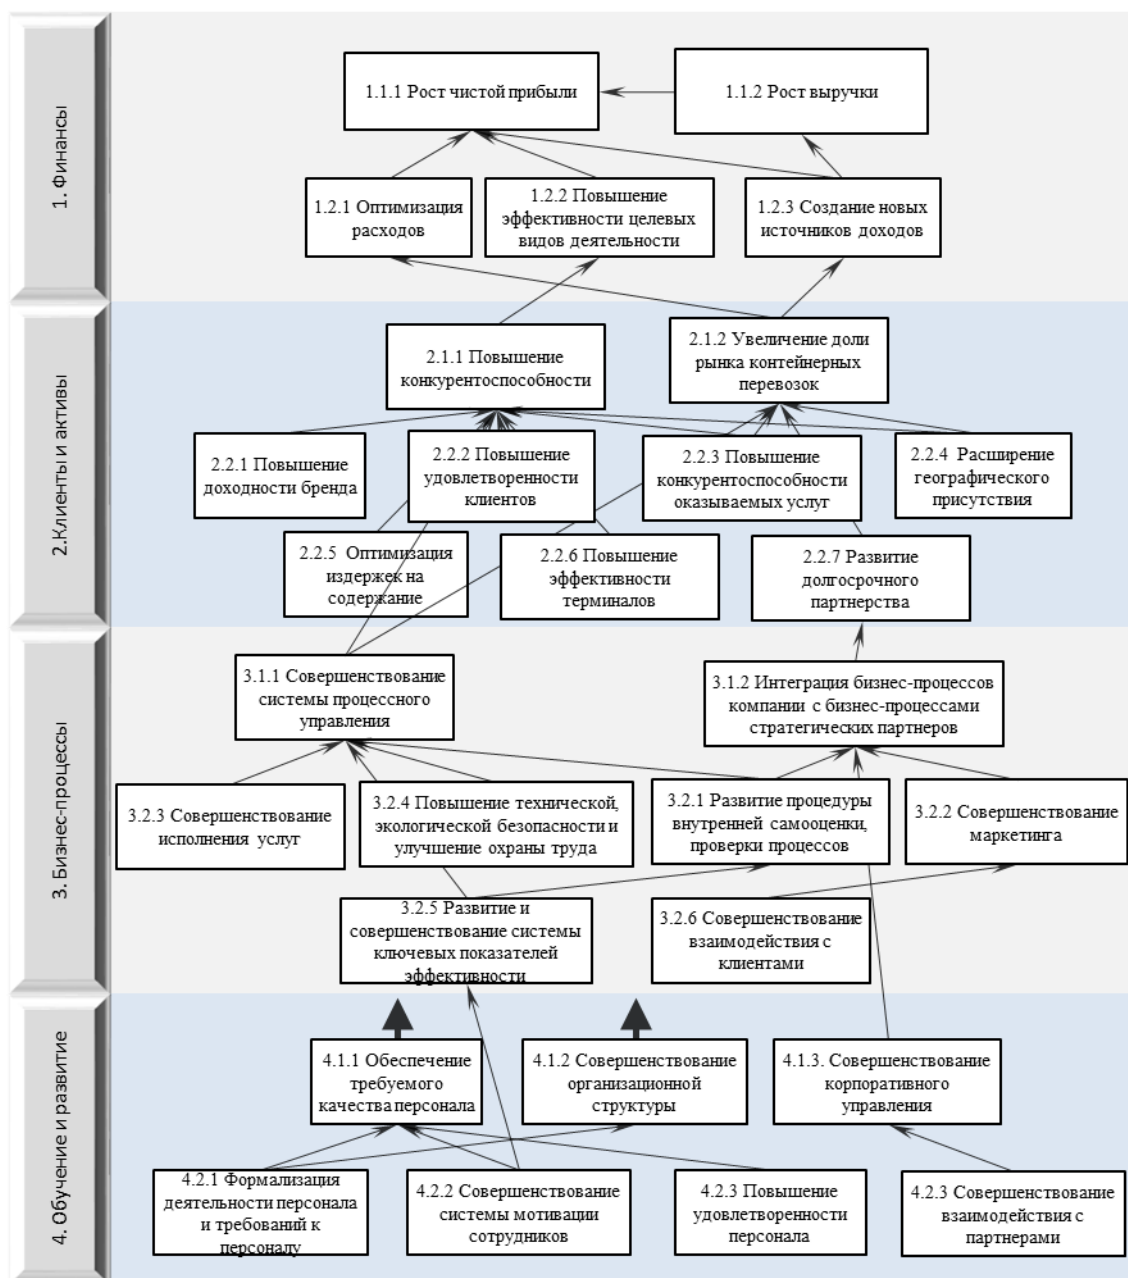 1. Финансы
1.1.1 Рост чистой прибыли
1.1.2 Рост выручки
1.2.1 Оптимизация
расходов
1.2.2 Повышение
эффективности целевых
видов деятельности
1.2.3 Создание новых
источников доходов
2.Клиенты и активы
2.1.1 Повышение
конкурентоспособности
2.1.2 Увеличение доли
рынка контейнерных
перевозок
2.2.1 Повышение
доходности бренда
2.2.2 Повышение
удовлетворенности
клиентов
2.2.3 Повышение
конкурентоспособности
оказываемых услуг
2.2.4 Расширение
географического
присутствия
2.2.5 Оптимизация
издержек на
содержание
2.2.6 Повышение
эффективности
терминалов
2.2.7 Развитие
долгосрочного
партнерства
3. Бизнес-процессы
3.1.1 Совершенствование
системы процессного
управления
3.1.2 Интеграция бизнес-процессов
компании с бизнес-процессами
стратегических партнеров
3.2.3 Совершенствование
исполнения услуг
3.2.4 Повышение технической,
экологической безопасности и
улучшение охраны труда
3.2.1 Развитие процедуры
внутренней самооценки,
проверки процессов
3.2.2 Совершенствование
маркетинга
3.2.5 Развитие и
совершенствование системы
ключевых показателей
эффективности
3.2.6 Совершенствование
взаимодействия с
клиентами
4. Обучение и развитие
4.1.1 Обеспечение
требуемого
качества персонала
4.1.2 Совершенствование
организационной
структуры
4.1.3. Совершенствование
корпоративного
управления
4.2.1 Формализация
деятельности персонала
и требований к
персоналу
4.2.2 Совершенствование
системы мотивации
сотрудников
4.2.3 Повышение
удовлетворенности
персонала
4.2.3 Совершенствование
взаимодействия с
партнерами